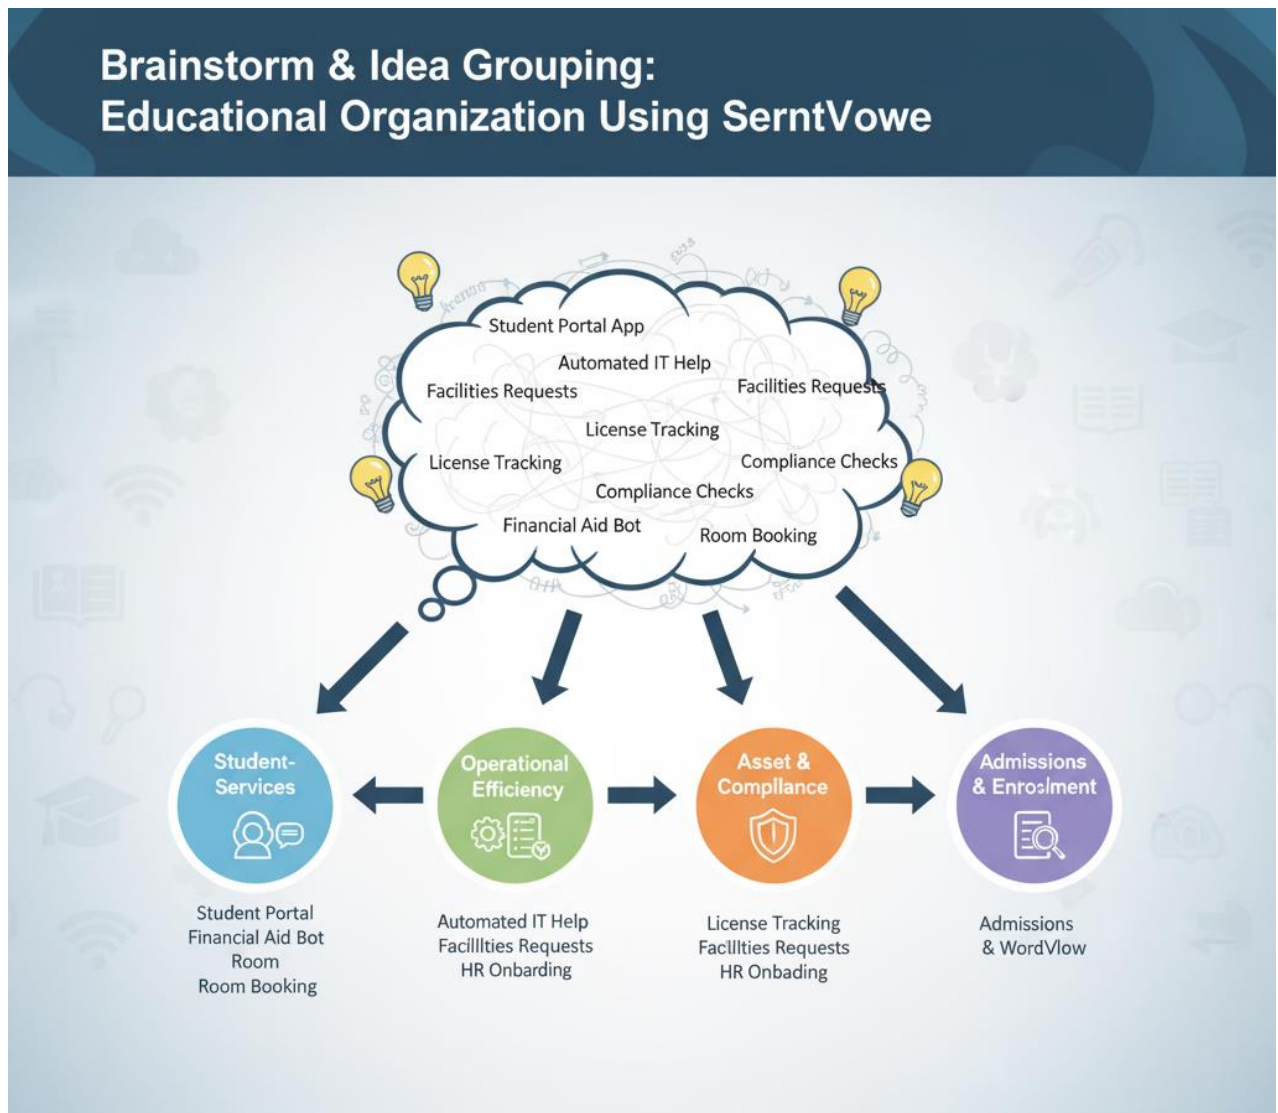 Brainstorm & Idea Grouping:
Educational Organization Using SerntVowe
Student Portal App
Automated IT Help
Facilities Requests
Facilities Requests
License Tracking
License Tracking
Compliance Checks
Compliance Checks
Financial Aid Bot
Room Booking
Student-
Services
Operational
Efficiency
Asset &
Compllance
Admissions
& Enroslment
Student Portal
Financial Aid Bot
Room
Room Booking
Automated IT Help
Facilllties Requests
HR Onbarding
License Tracking
Facllllties Requests
HR Onbading
Admissions
& WordVlow